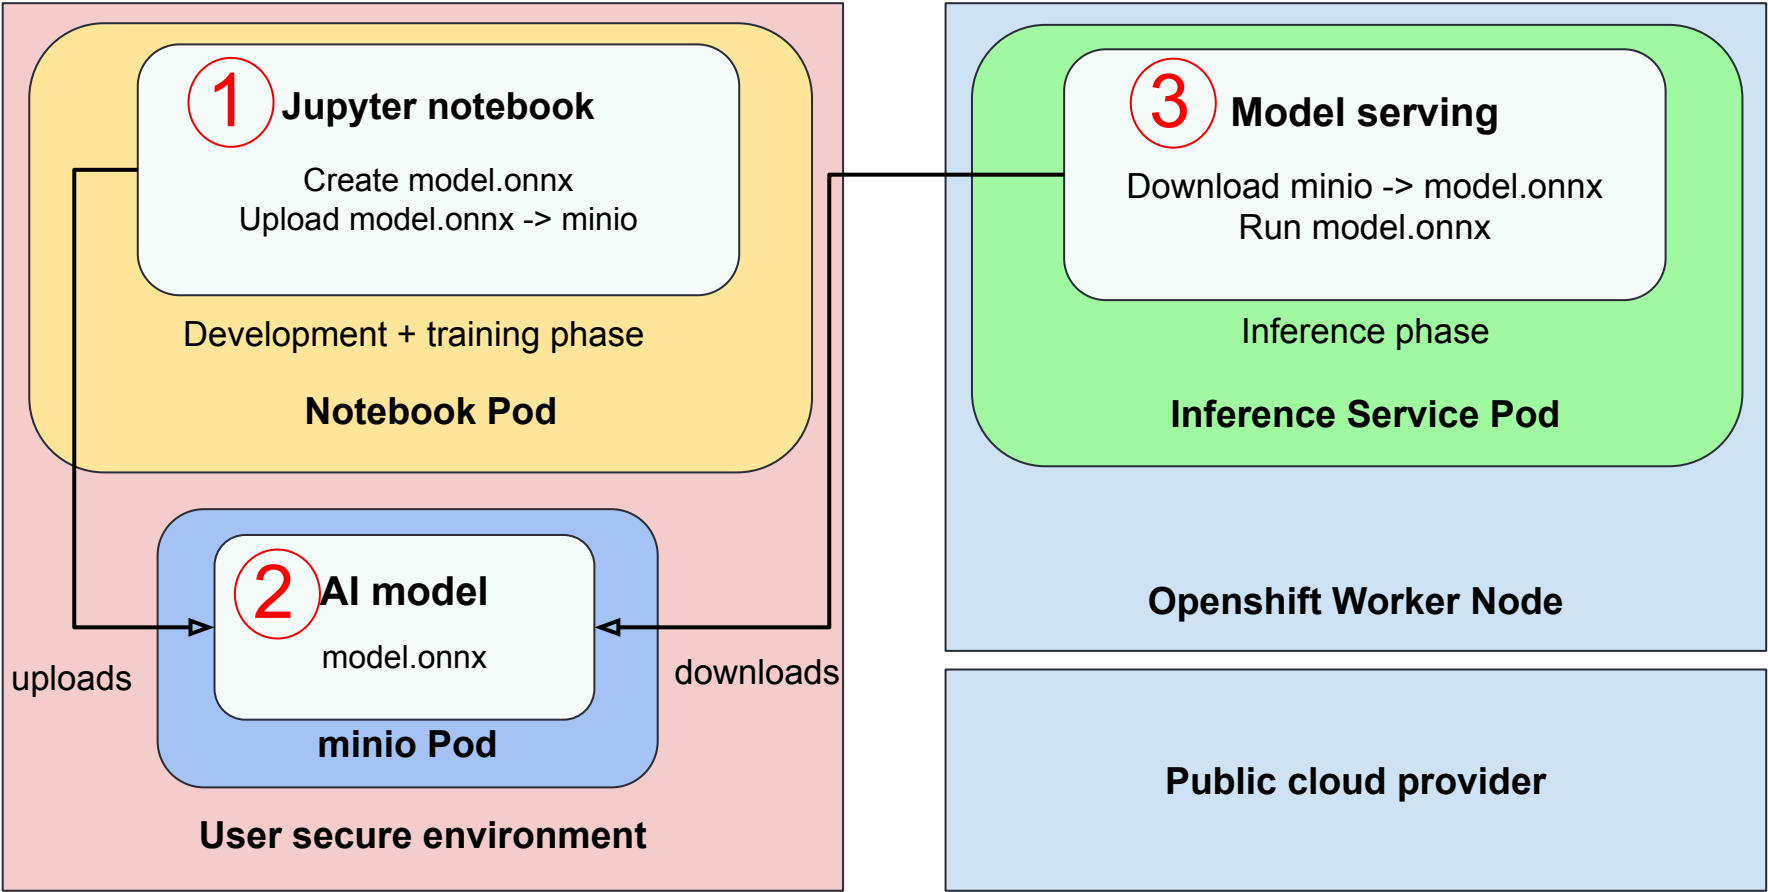 1
Jupyter notebook
Create model.onnx
Upload model.onnx -> minio
Development + training phase
Notebook Pod
2
AI model
model.onnx
uploads
downloads
minio Pod
User secure environment
3
Model serving
Download minio -> model.onnx
Run model.onnx
Inference phase
Inference Service Pod
Openshift Worker Node
Public cloud provider